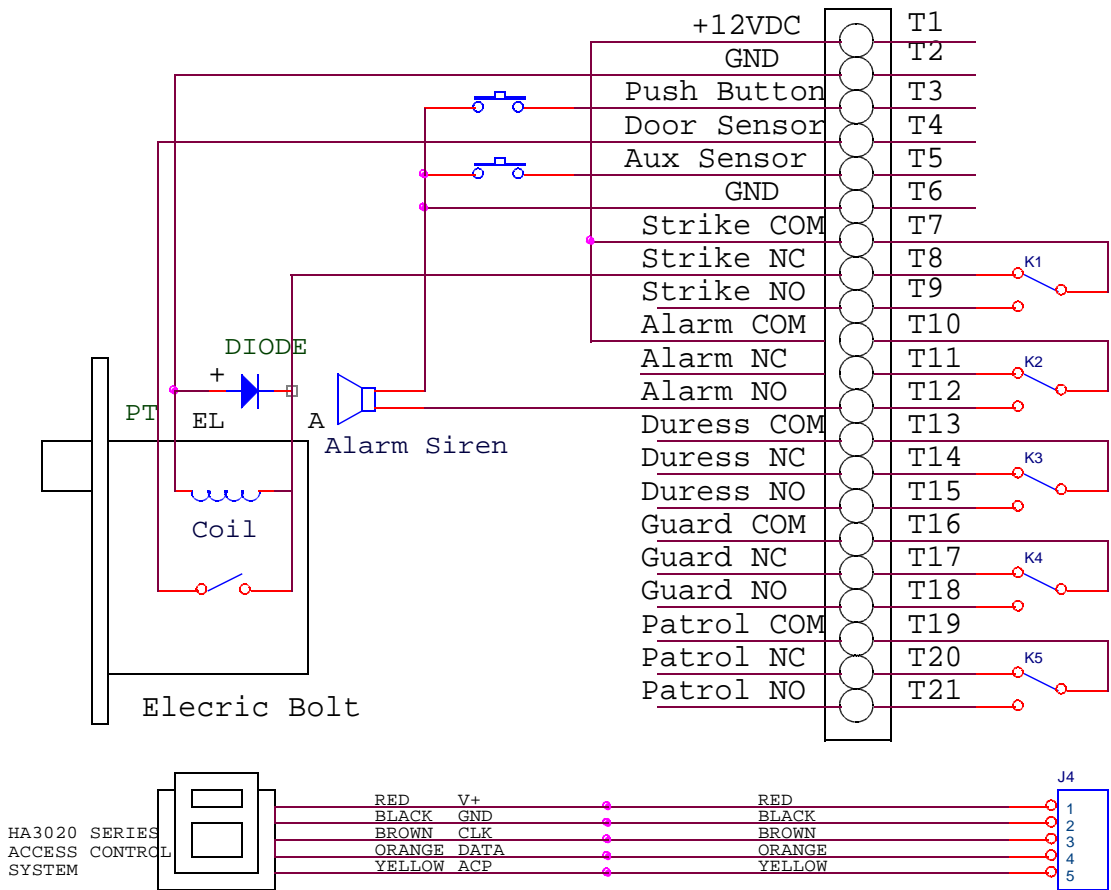 +12VDC T1
GND T2
Push Button T3
Door Sensor T4
Aux Sensor T5
GND T6
Strike COM T7
Strike NC T8 K1
Strike NO T9
Alarm COM T10
DIODE
Alarm NC T11 K2
+
Alarm NO T12
PT EL A
Duress COM T13
Alarm Siren
Duress NC T14 K3
Duress NO T15
Coil
Guard COM T16
Guard NC T17 K4
Guard NO T18
Patrol COM T19
Patrol NC T20 K5
Patrol NO T21
Elecric Bolt
J4
RED V+ RED 1
BLACK GND BLACK 2
HA3020 SERIES BROWN CLK BROWN 3
ACCESS CONTROL ORANGE DATA ORANGE 4
SYSTEM YELLOW ACP YELLOW 5